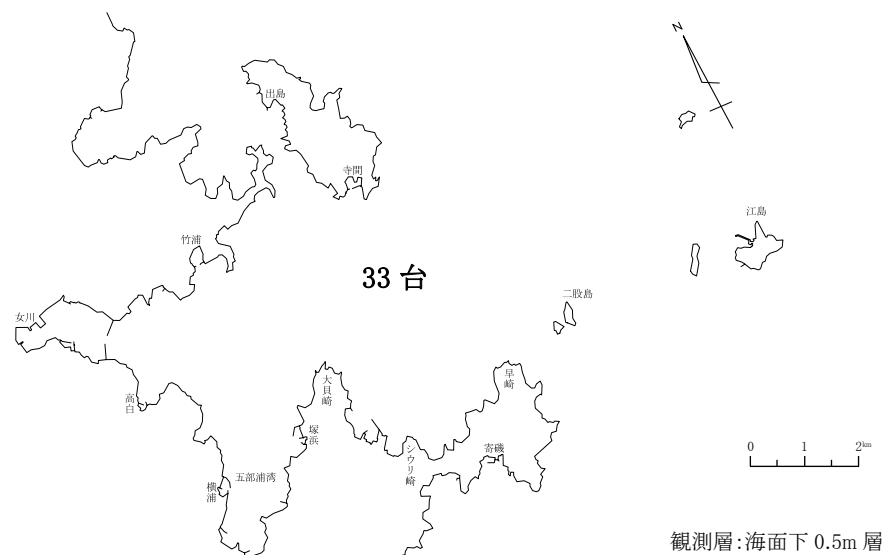 N
出島
寺間
竹浦
江島
33 台
二股島
女川
大貝崎
早崎
高白
塚浜
シウリ崎
寄磯
五部浦湾
横浦
0 1 2km
観測層:海面下 0.5m 層